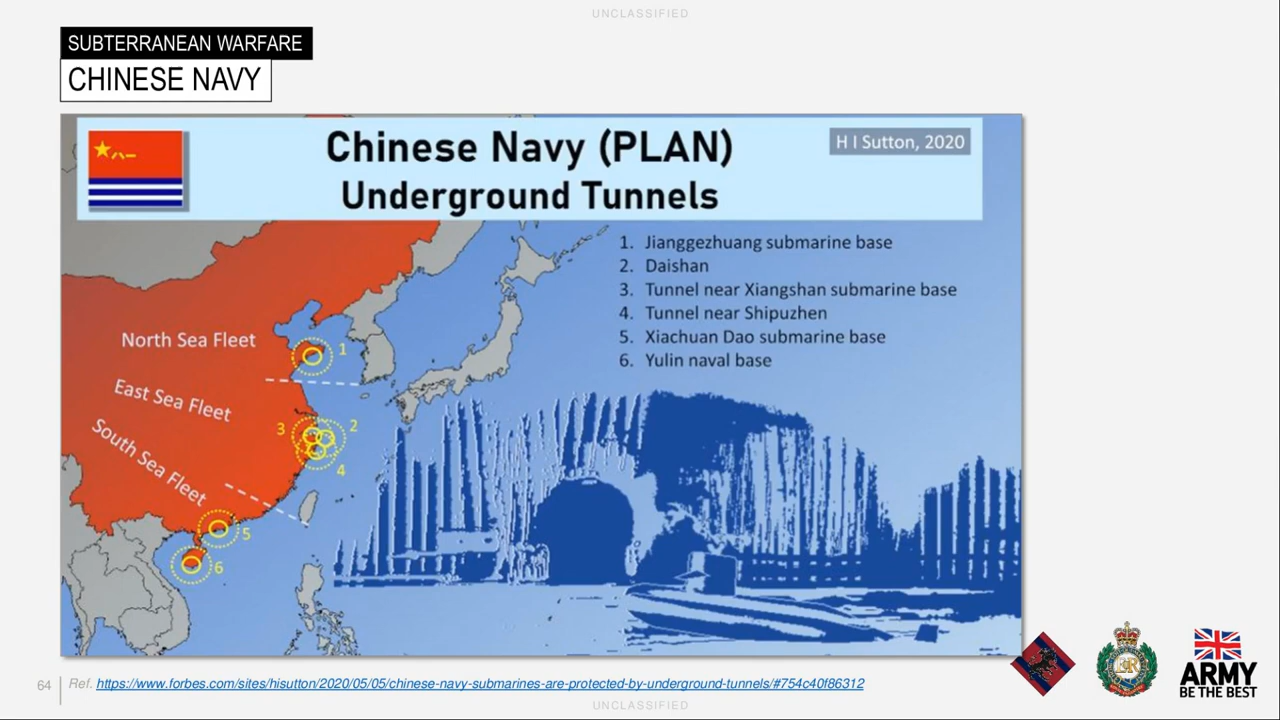 UNCLASSIFIED
SUBTERRANEAN WARFARE
CHINESE NAVY
Chinese Navy (PLAN)
Underground Tunnels
H I Sutton, 2020
1. Jianggezhuang submarine base
2. Daishan
3. Tunnel near Xiangshan submarine base
4. Tunnel near Shipuzhen
5. Xiachuan Dao submarine base
6. Yulin naval base
North Sea Fleet
1
East Sea Fleet
3
2
4
South Sea Fleet
5
6
64
Ref. https://www.forbes.com/sites/hisutton/2020/05/05/chinese-navy-submarines-are-protected-by-underground-tunnels/#754c40f86312
ARMY
BE THE BEST
UNCLASSIFIED